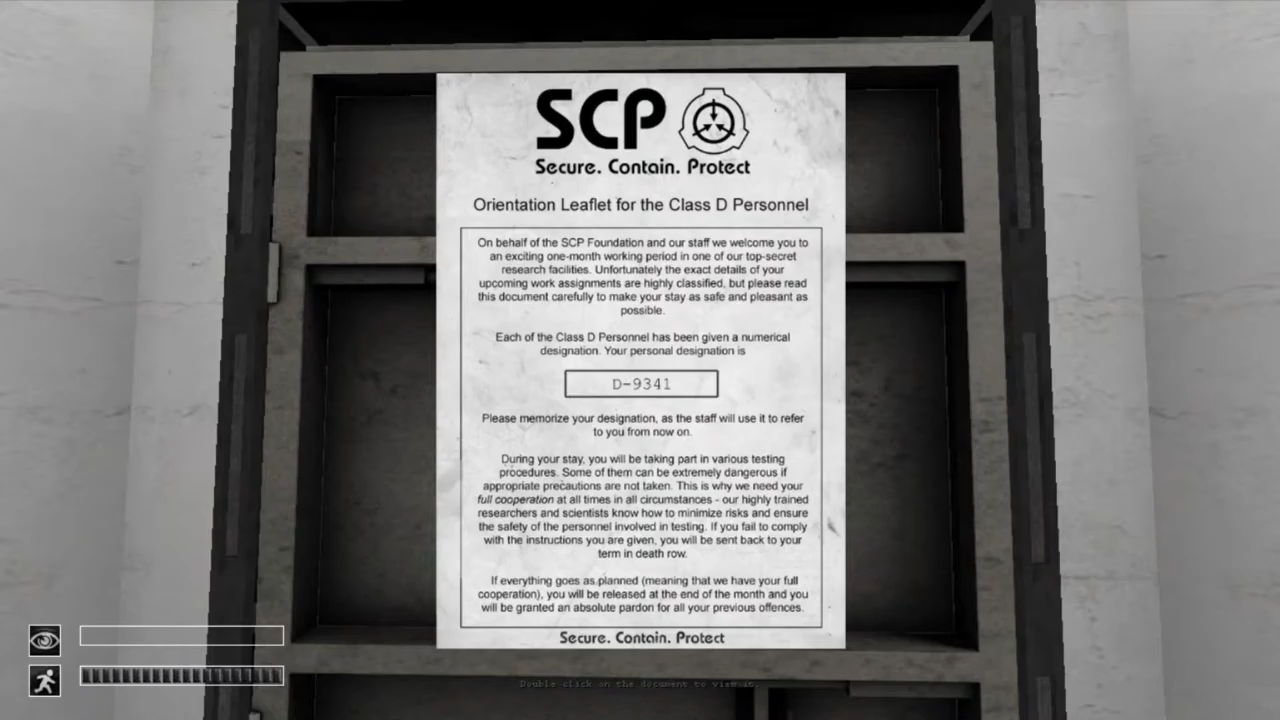 SCP
Secure. Contain. Protect
Orientation Leaflet for the Class D Personnel
On behalf of the SCP Foundation and our staff we welcome you to
an exciting one-month working period in one of our top-secret
research facilities. Unfortunately the exact details of your
upcoming work assignments are highly classified, but please read
this document carefully to make your stay as safe and pleasant as
possible.
Each of the Class D Personnel has been given a numerical
designation. Your personal designation is
D-9341
Please memorize your designation, as the staff will use it to refer
to you from now on.
During your stay, you will be taking part in various testing
procedures. Some of them can be extremely dangerous if
appropriate precautions are not taken. This is why we need your
full cooperation at all times in all circumstances - our highly trained
researchers and scientists know how to minimize risks and ensure
the safety of the personnel involved in testing. If you fail to comply
with the instructions you are given, you will be sent back to your
term in death row.
If everything goes as planned (meaning that we have your full
cooperation), you will be released at the end of the month and you
will be granted an absolute pardon for all your previous offences.
Secure. Contain. Protect
Double click on the document to view it.